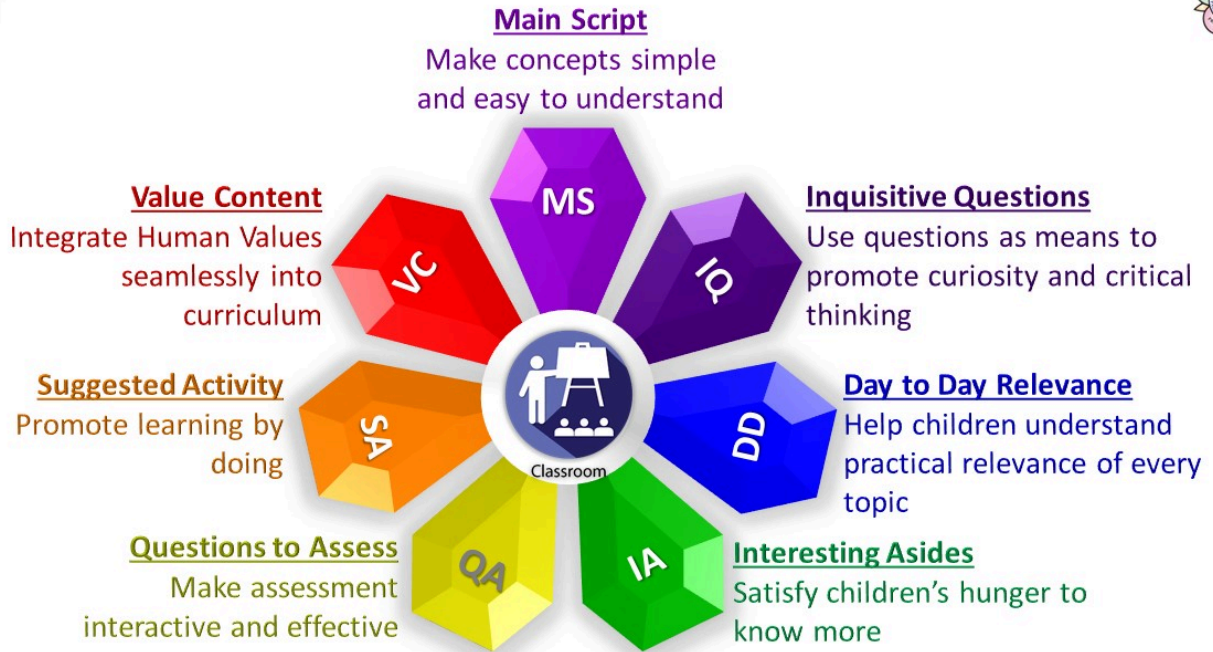 Main Script
Make concepts simple
and easy to understand
MS
Inquisitive Questions
Use questions as means to
promote curiosity and critical
thinking
IQ
Day to Day Relevance
Help children understand
practical relevance of every
topic
DD
Interesting Asides
Satisfy children’s hunger to
know more
IA
Questions to Assess
Make assessment
interactive and effective
QA
Suggested Activity
Promote learning by
doing
SA
Value Content
Integrate Human Values
seamlessly into
curriculum
VC
Classroom